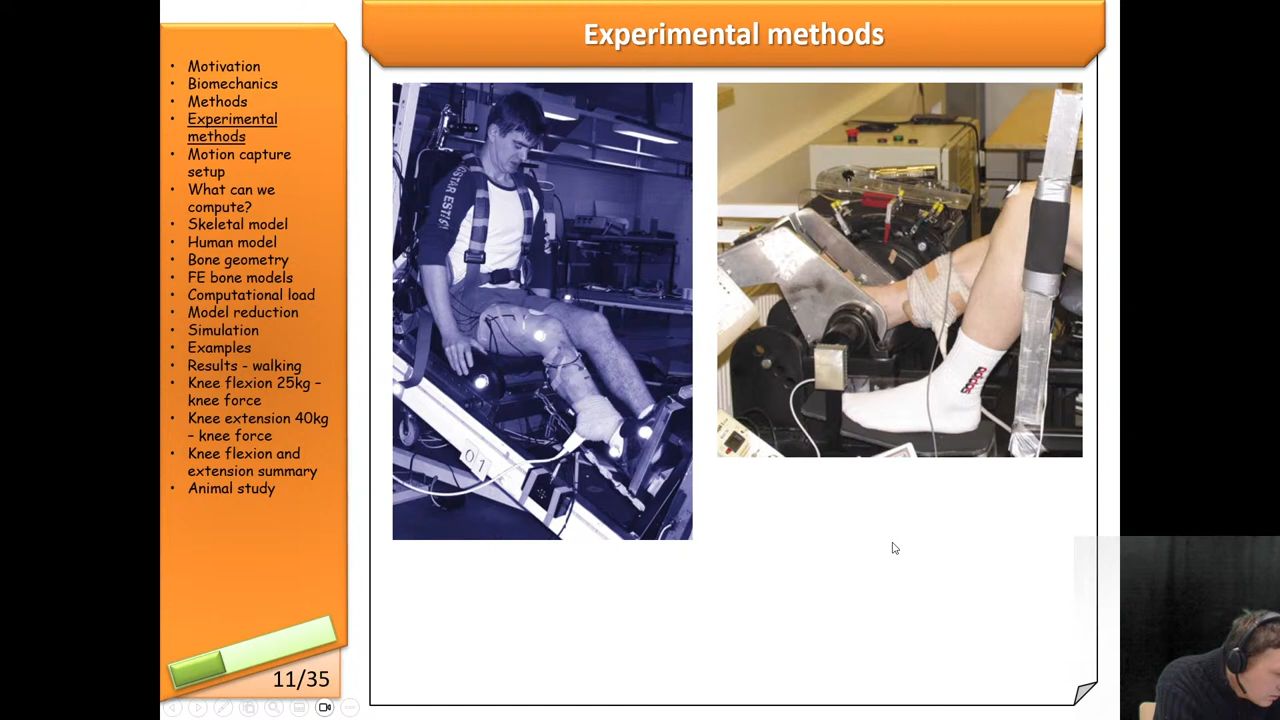 Experimental methods
• Motivation
• Biomechanics
• Methods
• Experimental
methods
• Motion capture
setup
• What can we
compute?
• Skeletal model
• Human model
• Bone geometry
• FE bone models
• Computational load
• Model reduction
• Simulation
• Examples
• Results - walking
• Knee flexion 25kg –
knee force
• Knee extension 40kg
– knee force
• Knee flexion and
extension summary
• Animal study
01
11/35